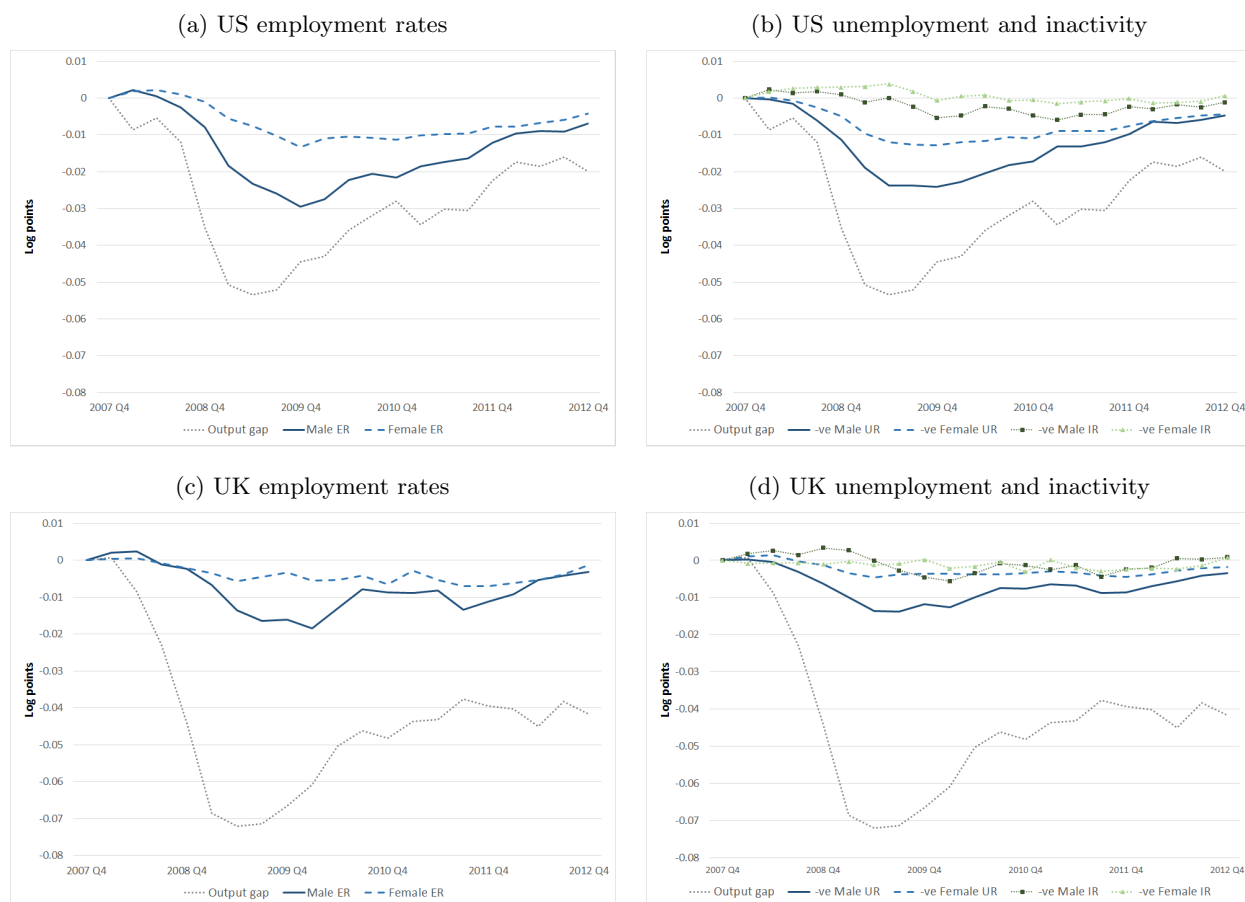 (a) US employment rates
0.01
0
-0.01
-0.02
-0.03
-0.04
-0.05
-0.06
-0.07
-0.08
Log points
2007 Q4 2008 Q4 2009 Q4 2010 Q4 2011 Q4 2012 Q4
Output gap Male ER Female ER
(b) US unemployment and inactivity
0.01
0
-0.01
-0.02
-0.03
-0.04
-0.05
-0.06
-0.07
-0.08
Log points
2007 Q4 2008 Q4 2009 Q4 2010 Q4 2011 Q4 2012 Q4
Output gap -ve Male UR -ve Female UR -ve Male IR -ve Female IR
(c) UK employment rates
0.01
0
-0.01
-0.02
-0.03
-0.04
-0.05
-0.06
-0.07
-0.08
Log points
2007 Q4 2008 Q4 2009 Q4 2010 Q4 2011 Q4 2012 Q4
Output gap Male ER Female ER
(d) UK unemployment and inactivity
0.01
0
-0.01
-0.02
-0.03
-0.04
-0.05
-0.06
-0.07
-0.08
Log points
2007 Q4 2008 Q4 2009 Q4 2010 Q4 2011 Q4 2012 Q4
Output gap -ve Male UR -ve Female UR -ve Male IR -ve Female IR